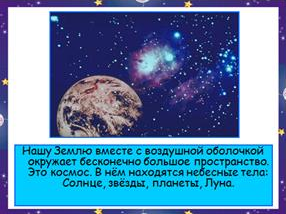 Нашу Землю вместе с воздушной оболочкой
окружает бесконечно большое пространство.
Это космос. В нём находятся небесные тела:
Солнце, звёзды, планеты, Луна.